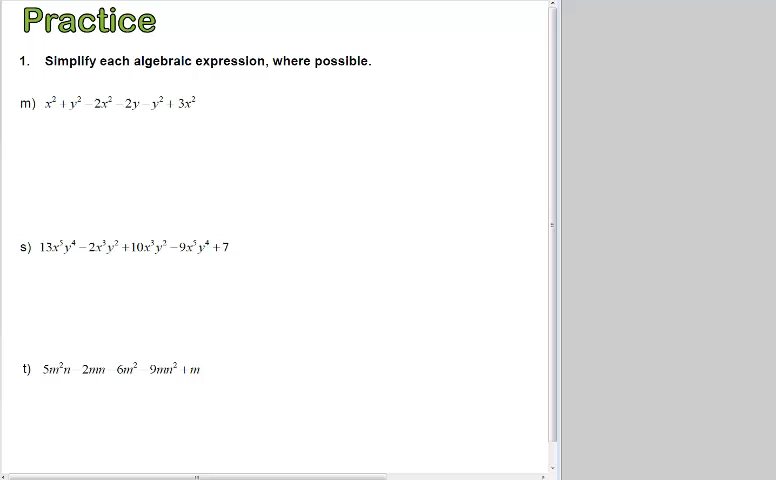 Practice
1. Simplify each algebraic expression, where possible.
m) x² + y² − 2x² − 2y − y² + 3x²
s) 13x⁵y⁴ − 2x³y² + 10x³y² − 9x⁵y⁴ + 7
t) 5m²n − 2nm − 6m² − 9mn² + m